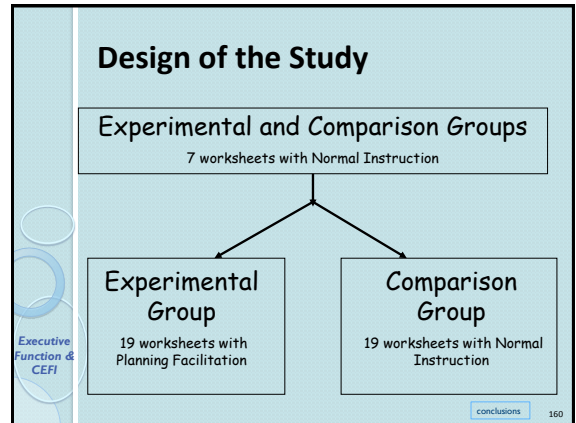 Design of the Study
Experimental and Comparison Groups
7 worksheets with Normal Instruction
Experimental
Group
19 worksheets with
Planning Facilitation
Comparison
Group
19 worksheets with Normal
Instruction
Executive
Function &
CEFI
conclusions
160